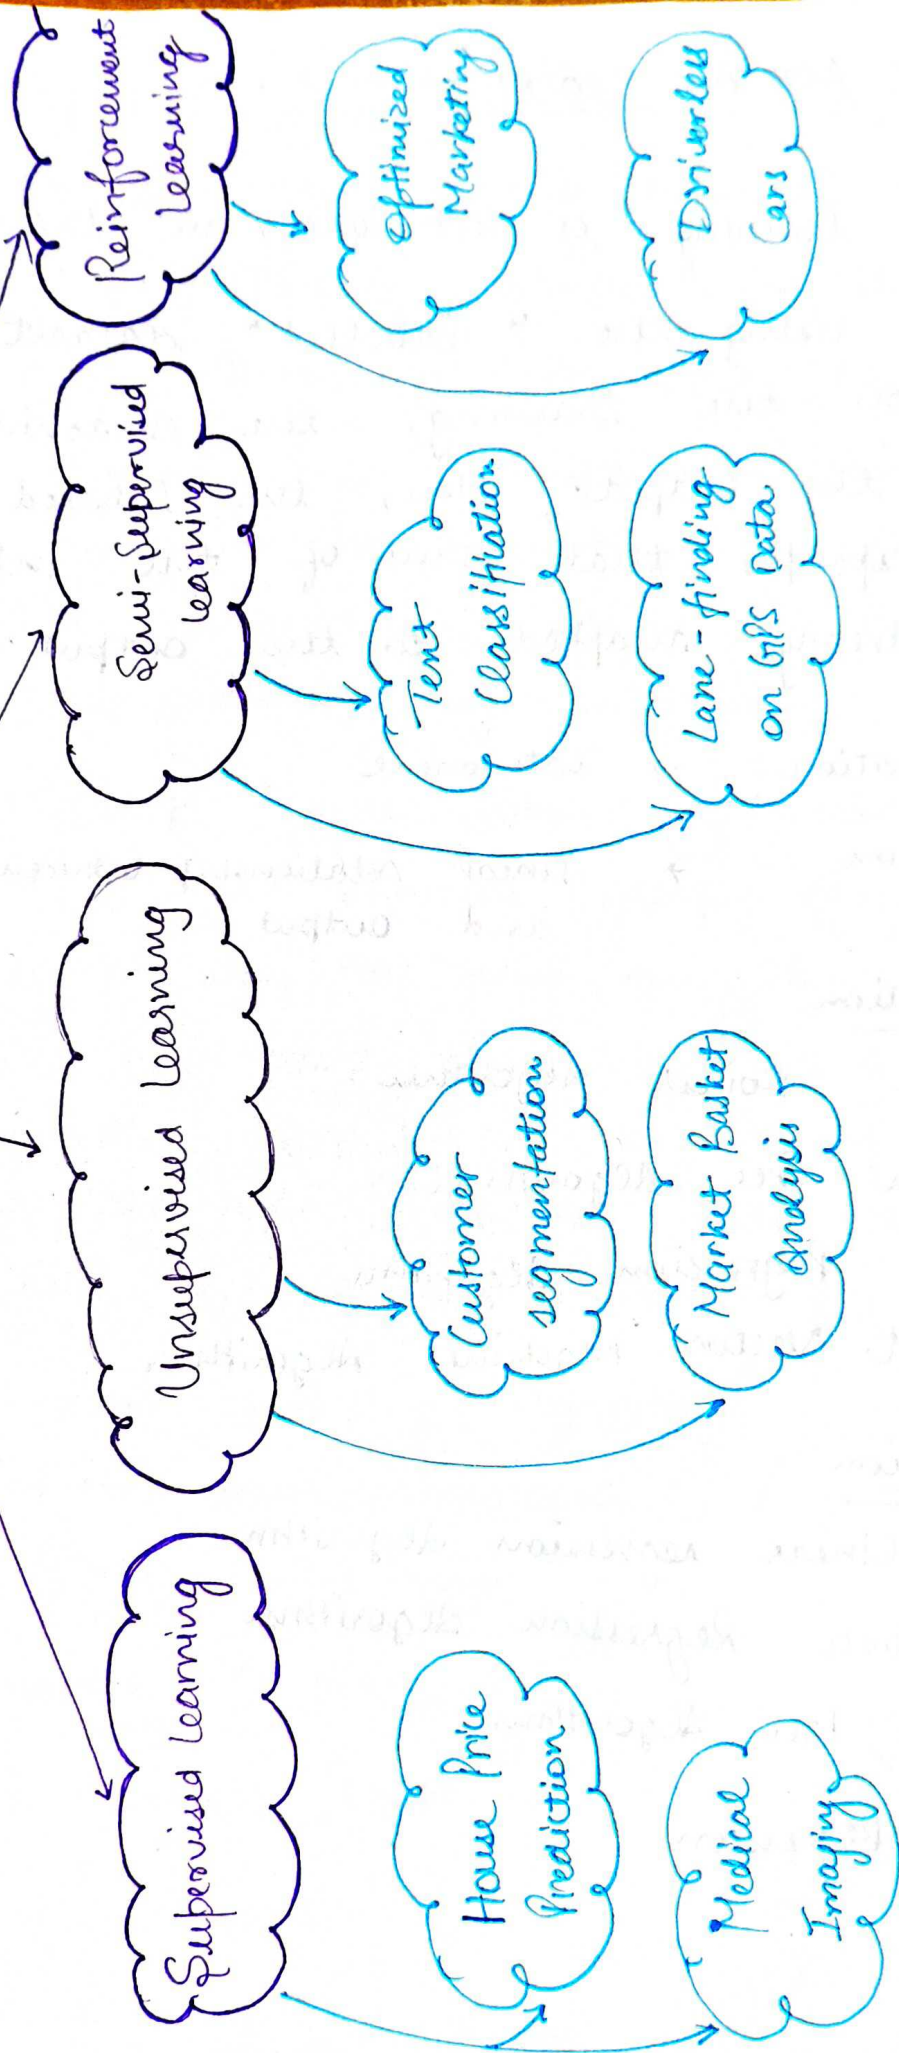 Supervised Learning
Unsupervised Learning
Semi-Supervised
Learning
Reinforcement
Learning
House Price
Prediction
Customer
segmentation
Text
Classification
Optimized
Marketing
Medical
Imaging
Market Basket
Analysis
Lane-finding
on GPS Data
Driverless
Cars